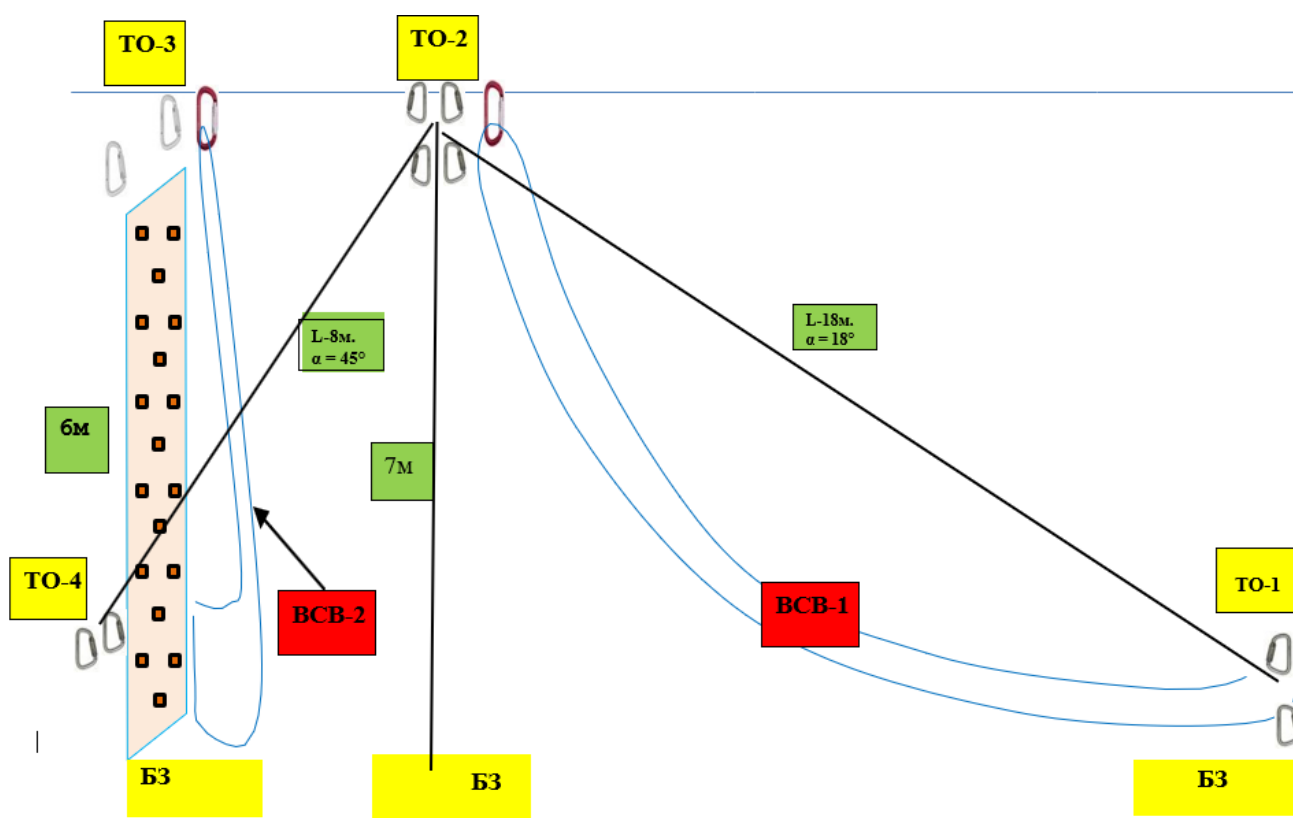 ТО-3
ТО-2
L-8м.
α = 45°
L-18м.
α = 18°
6м
7м
ТО-4
ВСВ-2
ВСВ-1
ТО-1
БЗ
БЗ
БЗ